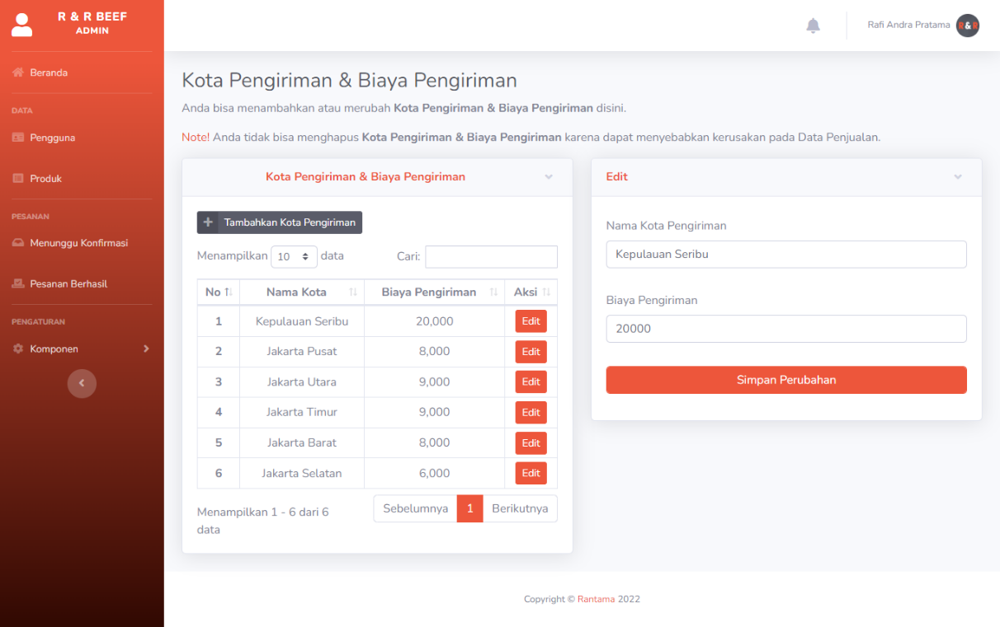 R & R BEEF
ADMIN
Beranda
DATA
Pengguna
Produk
PESANAN
Menunggu Konfirmasi
Pesanan Berhasil
PENGATURAN
Komponen
Rafi Andra Pratama
R&R
Kota Pengiriman & Biaya Pengiriman
Anda bisa menambahkan atau merubah Kota Pengiriman & Biaya Pengiriman disini.
Note! Anda tidak bisa menghapus Kota Pengiriman & Biaya Pengiriman karena dapat menyebabkan kerusakan pada Data Penjualan.
Kota Pengiriman & Biaya Pengiriman
Tambahkan Kota Pengiriman
Menampilkan 10 data Cari:
No Nama Kota Biaya Pengiriman Aksi
1 Kepulauan Seribu 20,000 Edit
2 Jakarta Pusat 8,000 Edit
3 Jakarta Utara 9,000 Edit
4 Jakarta Timur 9,000 Edit
5 Jakarta Barat 8,000 Edit
6 Jakarta Selatan 6,000 Edit
Menampilkan 1 - 6 dari 6
data
Sebelumnya 1 Berikutnya
Edit
Nama Kota Pengiriman
Kepulauan Seribu
Biaya Pengiriman
20000
Simpan Perubahan
Copyright © Rantama 2022